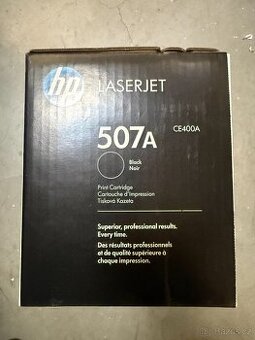 hp
LASERJET
507A
CE400A
Black
Noir
Print Cartridge
Cartouche d'impression
Tisková Kazeta
Superior, professional results.
Every time.
Des résultats professionnels
et de qualité supérieure à
chaque impression.